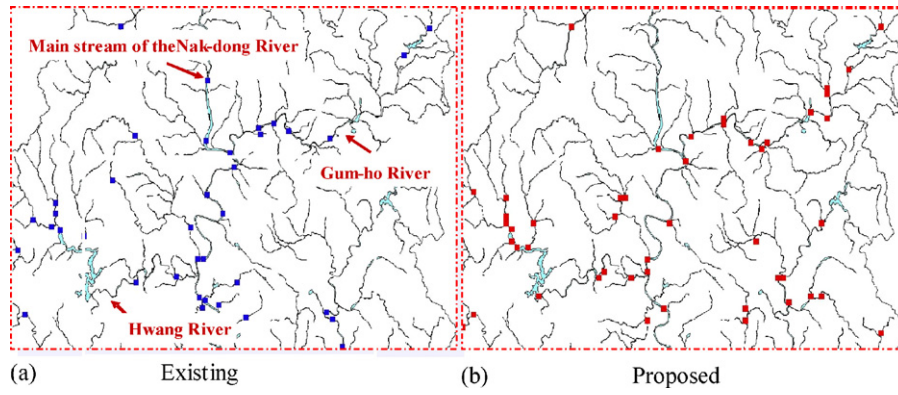 Main stream of theNak-dong River
Gum-ho River
Hwang River
(a) Existing
(b) Proposed